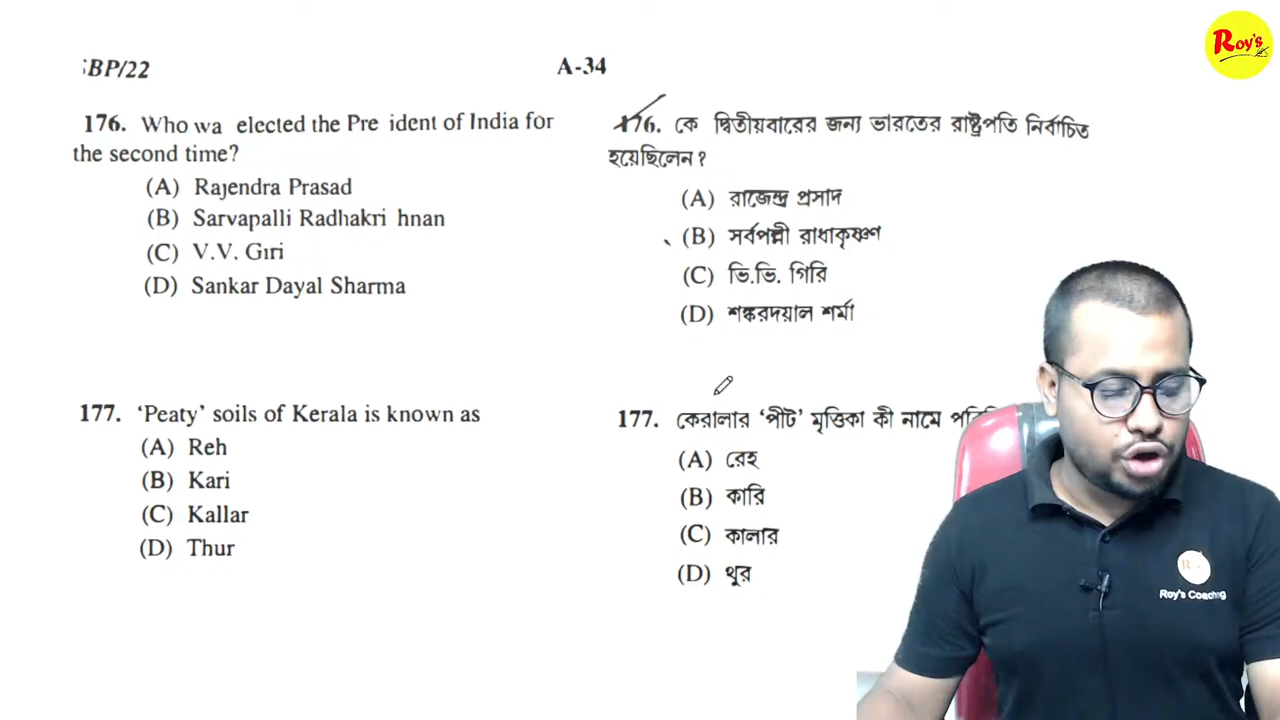 BP/22
A-34
Roy's
176. Who wa elected the Pre ident of India for
the second time?
(A) Rajendra Prasad
(B) Sarvapalli Radhakri hnan
(C) V.V. Giri
(D) Sankar Dayal Sharma
177. ‘Peaty’ soils of Kerala is known as
(A) Reh
(B) Kari
(C) Kallar
(D) Thur
176. কে দ্বিতীয়বারের জন্য ভারতের রাষ্ট্রপতি নির্বাচিত
হয়েছিলেন ?
(A) রাজেন্দ্র প্রসাদ
(B) সর্বপল্লী রাধাকৃষ্ণণ
(C) ভি.ভি. গিরি
(D) শঙ্করদয়াল শর্মা
177. কেরালার ‘পীট’ মৃত্তিকা কী নামে
(A) রেহ
(B) কারি
(C) কালার
(D) থুর
Roy's Coaching